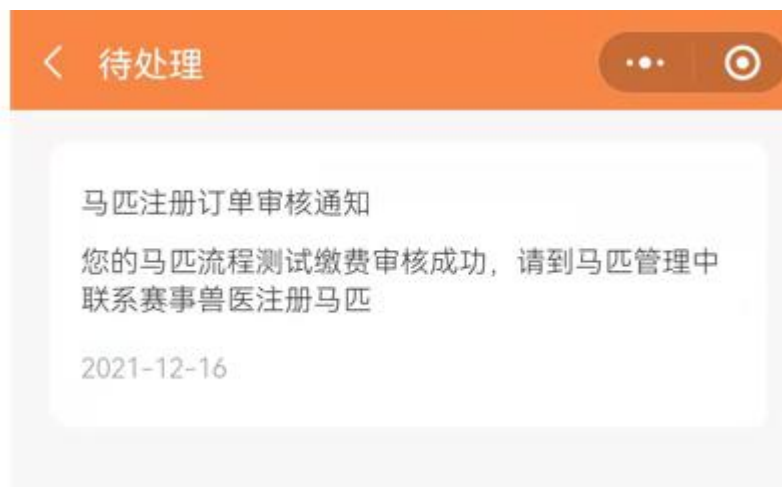 待处理
马匹注册订单审核通知
您的马匹流程测试缴费审核成功，请到马匹管理中
联系赛事兽医注册马匹
2021-12-16